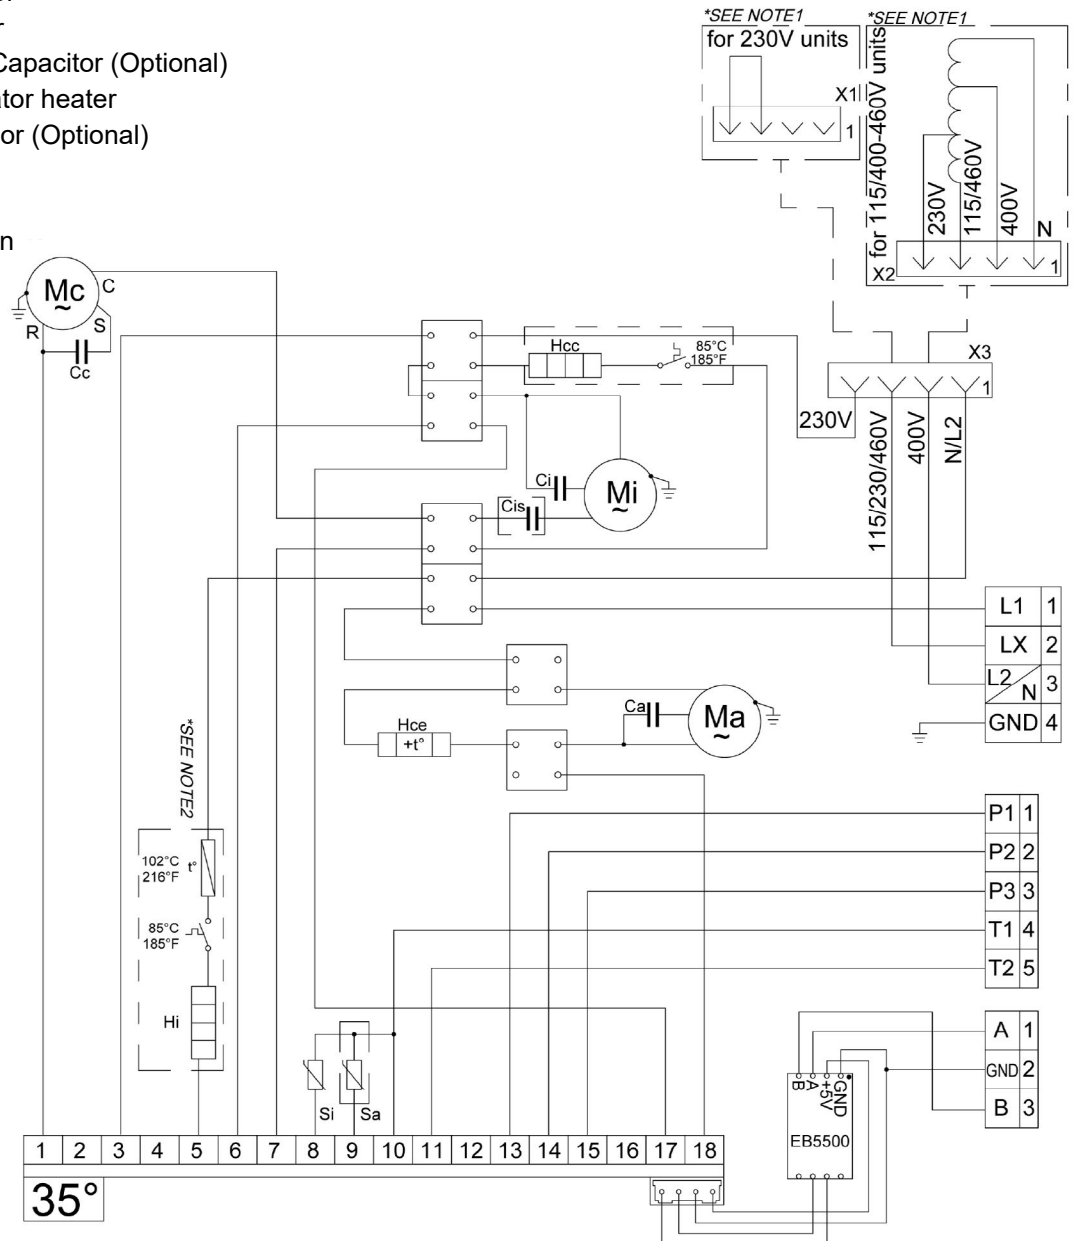 Capacitor (Optional)
heater
(Optional)
*SEE NOTE1
for 230V units
X1
1
*SEE NOTE1
for 115/400-460V units
230V
115/460V
400V
N
X2
1
Mc
~
C
R
S
Cc
Hcc
85°C
185°F
X3
1
230V
115/230/460V
400V
N/L2
Ci
Cis
Mi
~
L1 1
LX 2
L2/N 3
GND 4
Ca
Ma
~
Hce
+t°
*SEE NOTE2
102°C
216°F
t°
85°C
185°F
Hi
P1 1
P2 2
P3 3
T1 4
T2 5
Si
Sa
A 1
GND 2
B 3
B A +5V GND
EB5500
1 2 3 4 5 6 7 8 9 10 11 12 13 14 15 16 17 18
35°